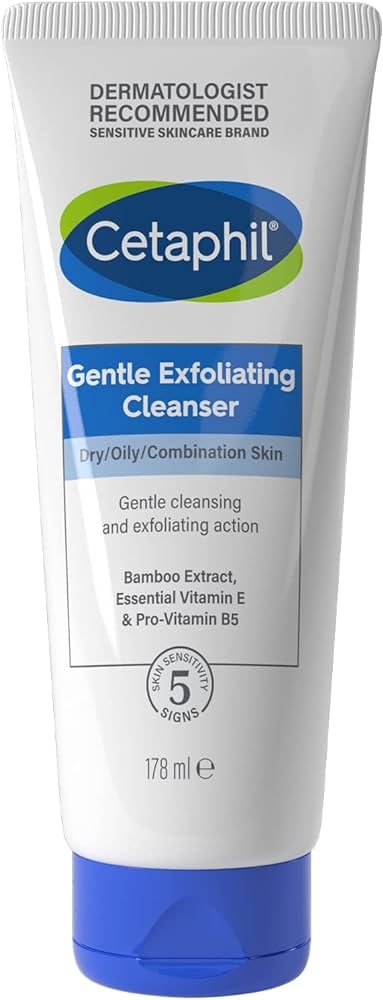 DERMATOLOGIST
RECOMMENDED
SENSITIVE SKINCARE BRAND
Cetaphil®
Gentle Exfoliating
Cleanser
Dry/Oily/Combination Skin
Gentle cleansing
and exfoliating action
Bamboo Extract,
Essential Vitamin E
& Pro-Vitamin B5
SKIN SENSITIVITY
5
SIGNS
178 ml ℮